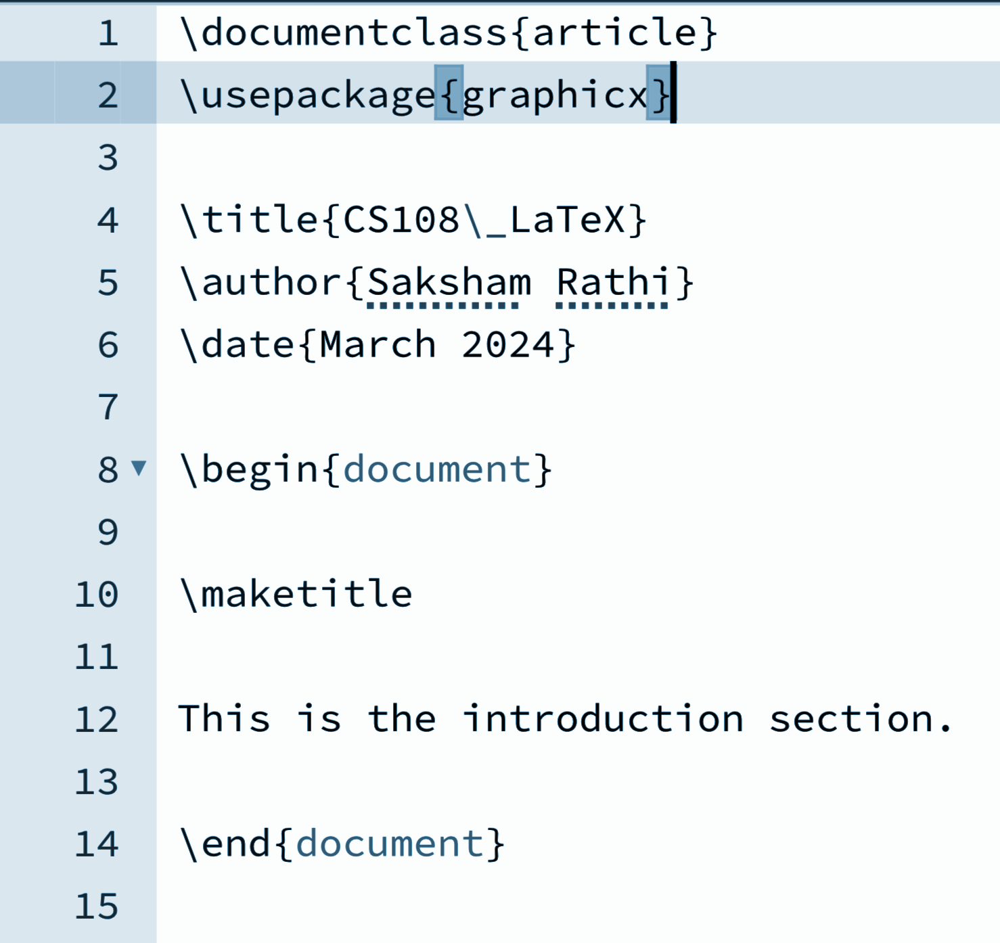 1 \documentclass{article}
2 \usepackage{graphicx}
3
4 \title{CS108\_LaTeX}
5 \author{Saksham Rathi}
6 \date{March 2024}
7
8 \begin{document}
9
10 \maketitle
11
12 This is the introduction section.
13
14 \end{document}
15